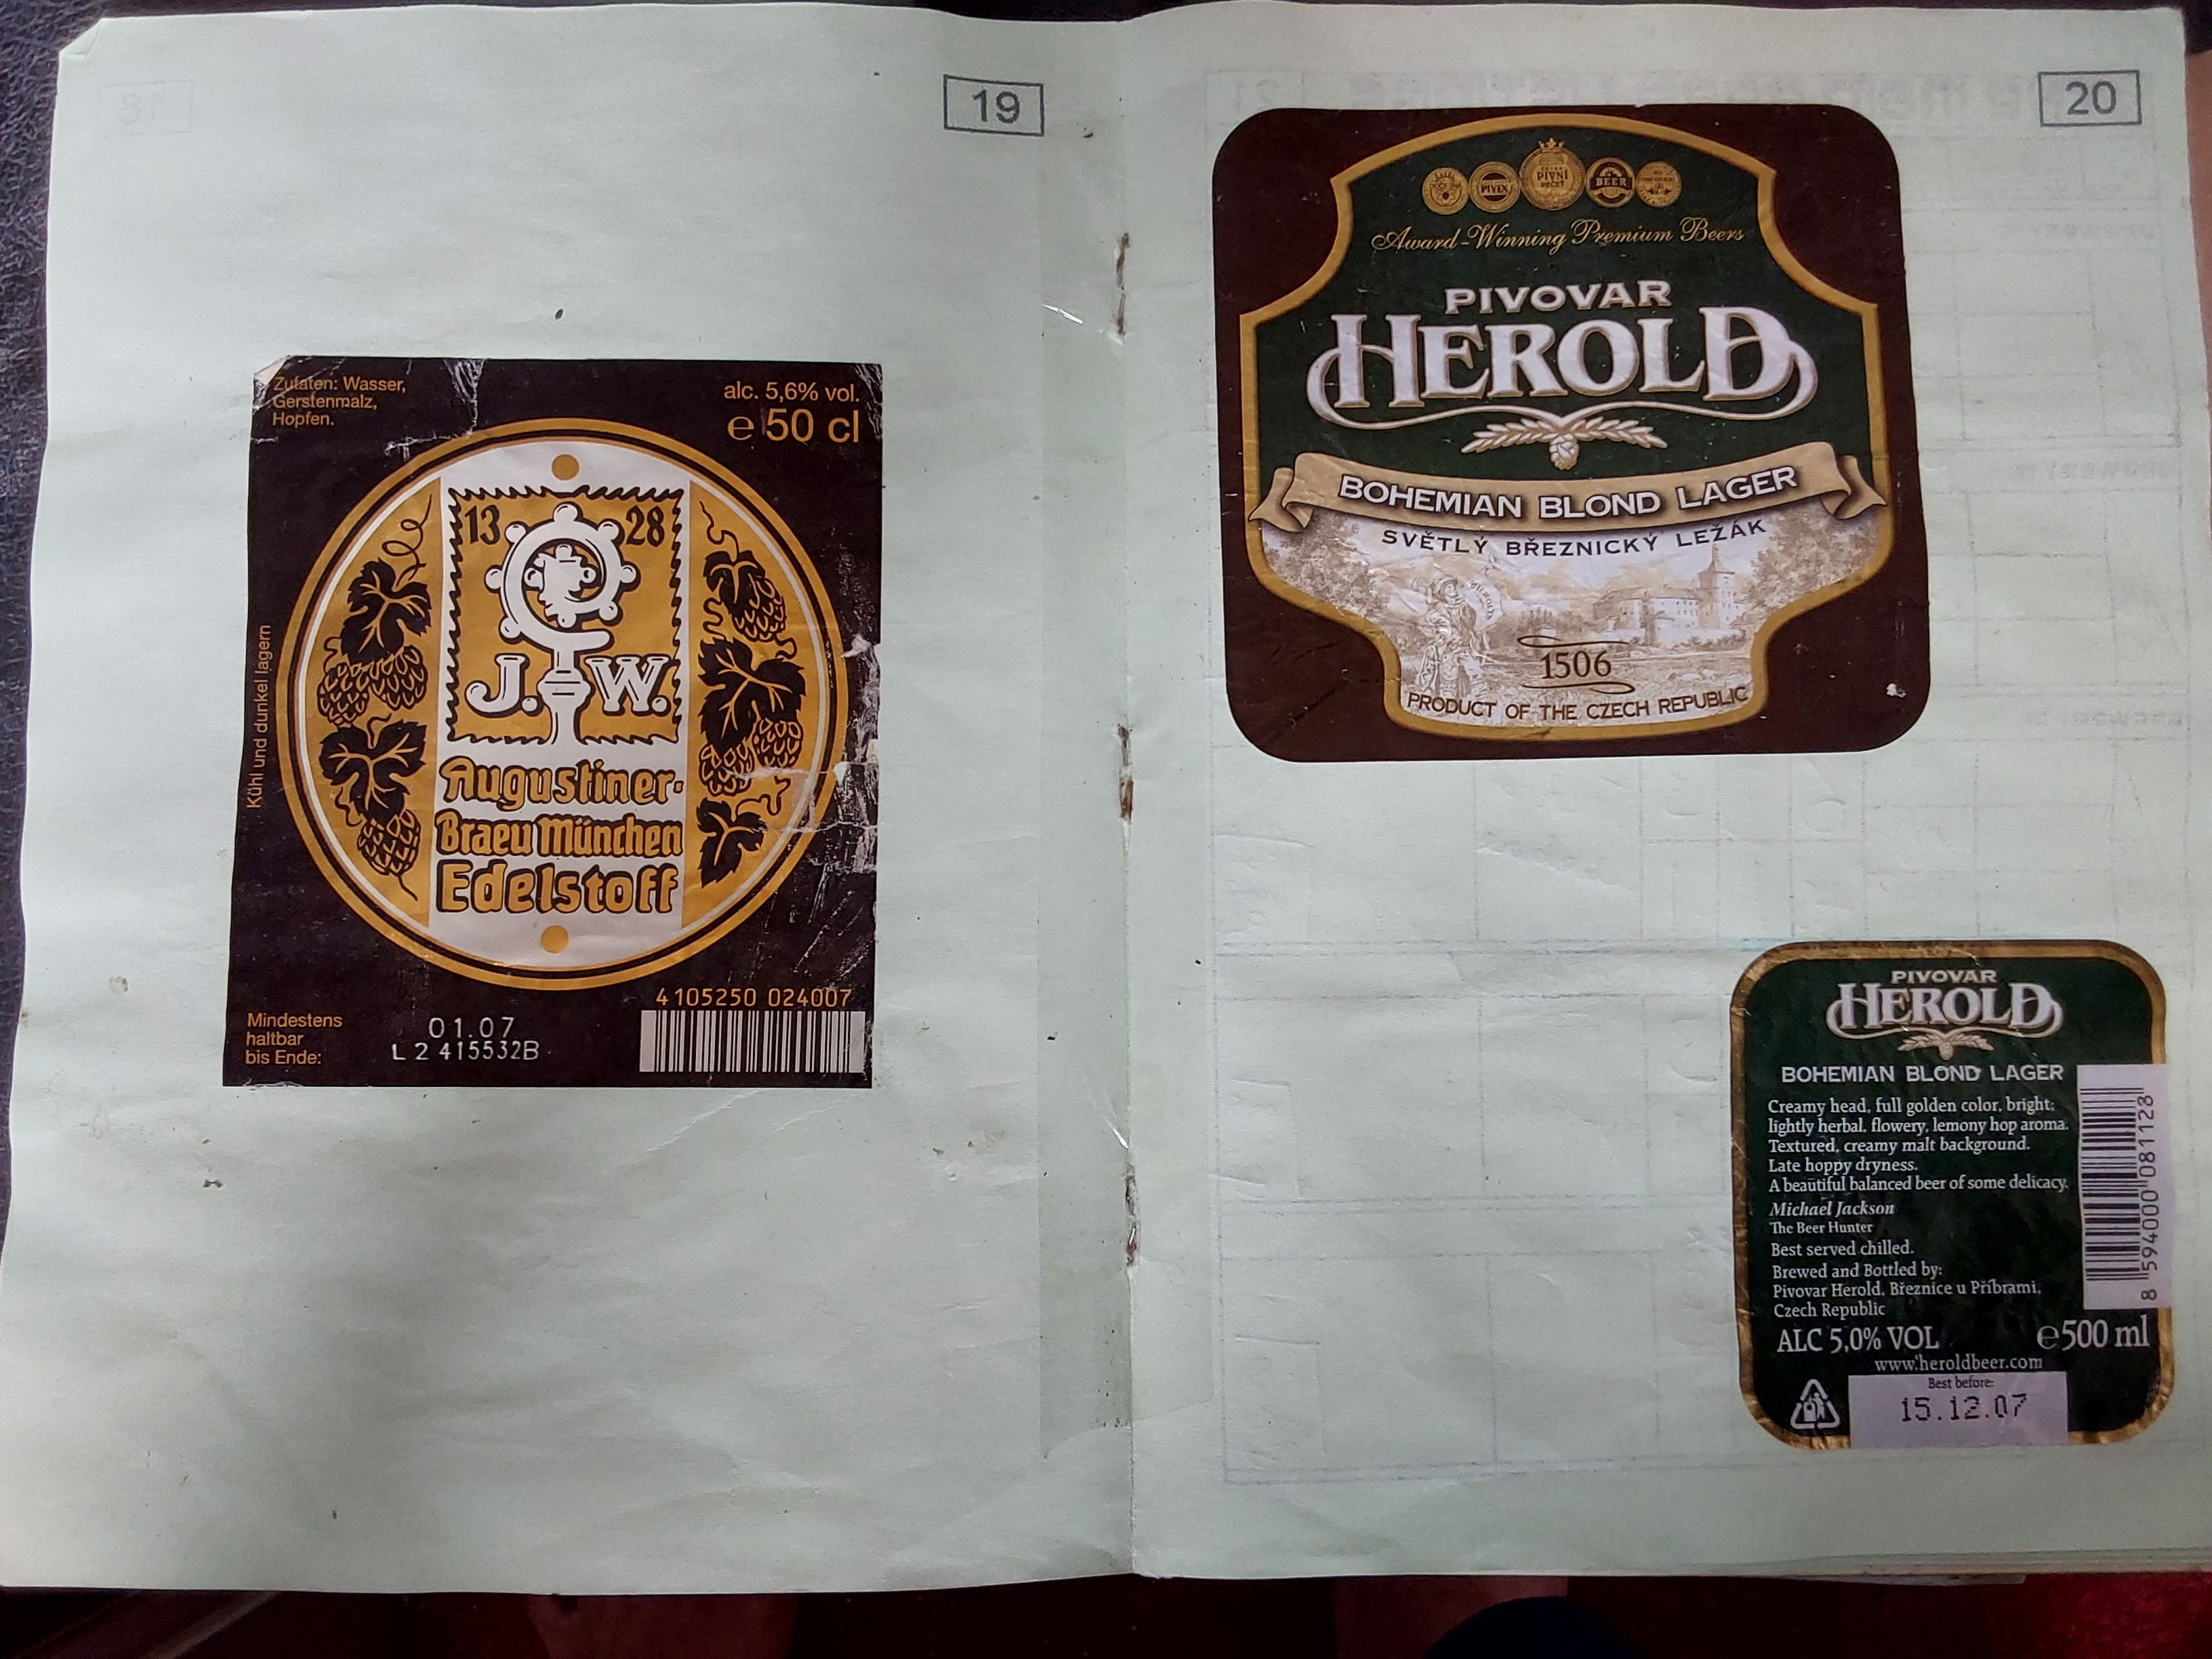 19
Zutaten: Wasser,
Gerstenmalz,
Hopfen.
alc. 5,6% vol.
e 50 cl
Kühl und dunkel lagern
13 28
J. W.
Augustiner-
Braeu München
Edelstoff
4 105250 024007
Mindestens
haltbar
bis Ende:
01.07
L 2 415532B
20
PIVEX
PIVNÍ
BEER
Award-Winning Premium Beers
PIVOVAR
HEROLD
BOHEMIAN BLOND LAGER
SVĚTLÝ BŘEZNICKÝ LEŽÁK
1506
PRODUCT OF THE CZECH REPUBLIC
PIVOVAR
HEROLD
BOHEMIAN BLOND LAGER
Creamy head, full golden color, bright;
lightly herbal, flowery, lemony hop aroma.
Textured, creamy malt background.
Late hoppy dryness.
A beautiful balanced beer of some delicacy.
Michael Jackson
The Beer Hunter
Best served chilled.
Brewed and Bottled by:
Pivovar Herold, Březnice u Příbrami,
Czech Republic
ALC 5,0% VOL
e500 ml
www.heroldbeer.com
Best before:
15.12.07
8 594000 081128